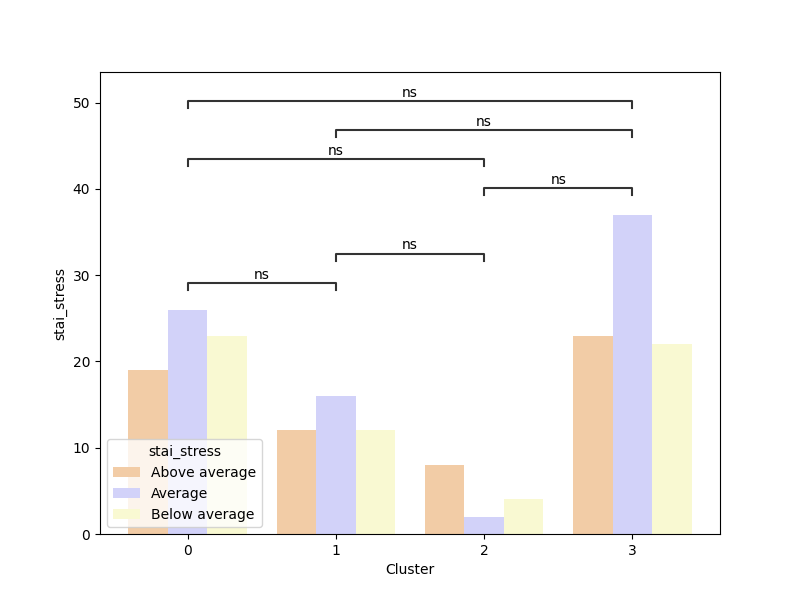 ns
ns
ns
ns
ns
ns
50
40
30
20
10
0
stai_stress
stai_stress
Above average
Average
Below average
0 1 2 3
Cluster